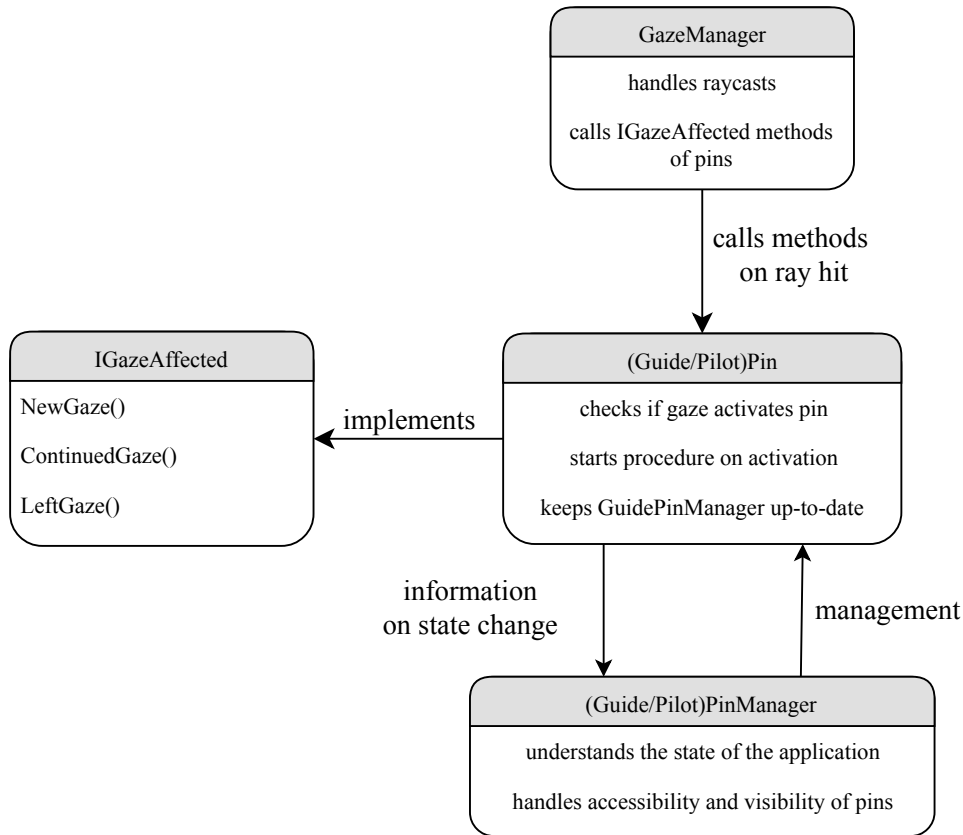 GazeManager
handles raycasts
calls IGazeAffected methods
of pins
calls methods
on ray hit
IGazeAffected
NewGaze()
ContinuedGaze()
LeftGaze()
implements
(Guide/Pilot)Pin
checks if gaze activates pin
starts procedure on activation
keeps GuidePinManager up-to-date
information
on state change
management
(Guide/Pilot)PinManager
understands the state of the application
handles accessibility and visibility of pins